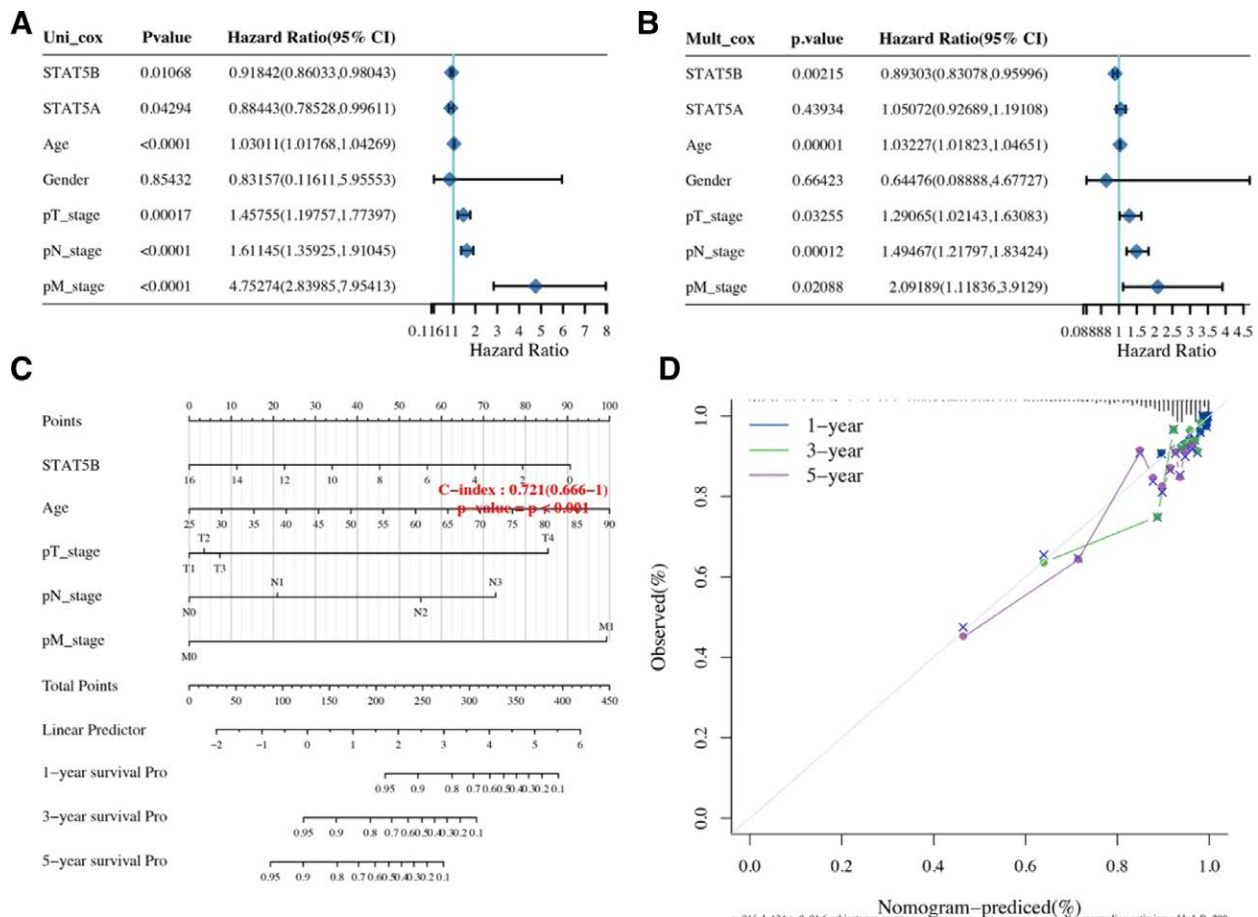 A
Uni_cox Pvalue Hazard Ratio(95% CI)
STAT5B 0.01068 0.91842(0.86033,0.98043)
STAT5A 0.04294 0.88443(0.78528,0.99611)
Age <0.0001 1.03011(1.01768,1.04269)
Gender 0.85432 0.83157(0.11611,5.95553)
pT_stage 0.00017 1.45755(1.19757,1.77397)
pN_stage <0.0001 1.61145(1.35925,1.91045)
pM_stage <0.0001 4.75274(2.83985,7.95413)
0.11611 1 2 3 4 5 6 7 8
Hazard Ratio
B
Mult_cox p.value Hazard Ratio(95% CI)
STAT5B 0.00215 0.89303(0.83078,0.95996)
STAT5A 0.43934 1.05072(0.92689,1.19108)
Age 0.00001 1.03227(1.01823,1.04651)
Gender 0.66423 0.64476(0.08888,4.67727)
pT_stage 0.03255 1.29065(1.02143,1.63083)
pN_stage 0.00012 1.49467(1.21797,1.83424)
pM_stage 0.02088 2.09189(1.11836,3.9129)
0.08888 1 1.5 2 2.5 3 3.5 4 4.5
Hazard Ratio
C
0 10 20 30 40 50 60 70 80 90 100
Points
STAT5B
16 14 12 10 8 6 4 2 0
C−index : 0.721(0.666−1)
p−value = p < 0.001
Age
25 30 35 40 45 50 55 60 65 70 75 80 85 90
T2 T4
pT_stage
T1 T3
N1 N3
pN_stage
N0 N2
M1
pM_stage
M0
Total Points
0 50 100 150 200 250 300 350 400 450
Linear Predictor
−2 −1 0 1 2 3 4 5 6
1−year survival Pro
0.95 0.9 0.8 0.7 0.6 0.5 0.4 0.3 0.2 0.1
3−year survival Pro
0.95 0.9 0.8 0.7 0.6 0.5 0.4 0.3 0.2 0.1
5−year survival Pro
0.95 0.9 0.8 0.7 0.6 0.5 0.4 0.3 0.2 0.1
D
1−year
3−year
5−year
Observed(%)
1.0
0.8
0.6
0.4
0.2
0.0
0.0 0.2 0.4 0.6 0.8 1.0
Nomogram−prediced(%)